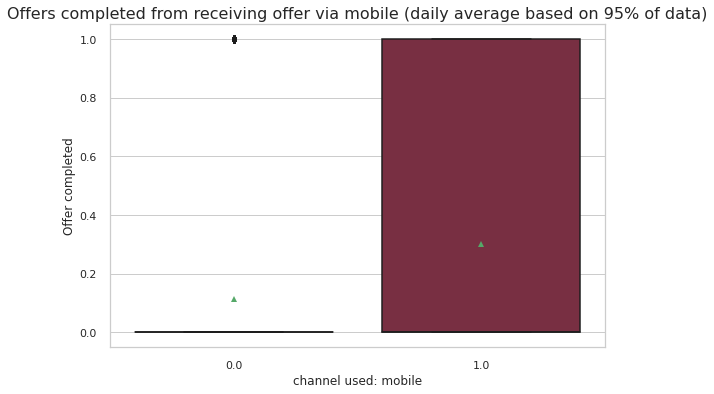 Offers completed from receiving offer via mobile (daily average based on 95% of data)
1.0
0.8
0.6
0.4
0.2
0.0
Offer completed
0.0 1.0
channel used: mobile